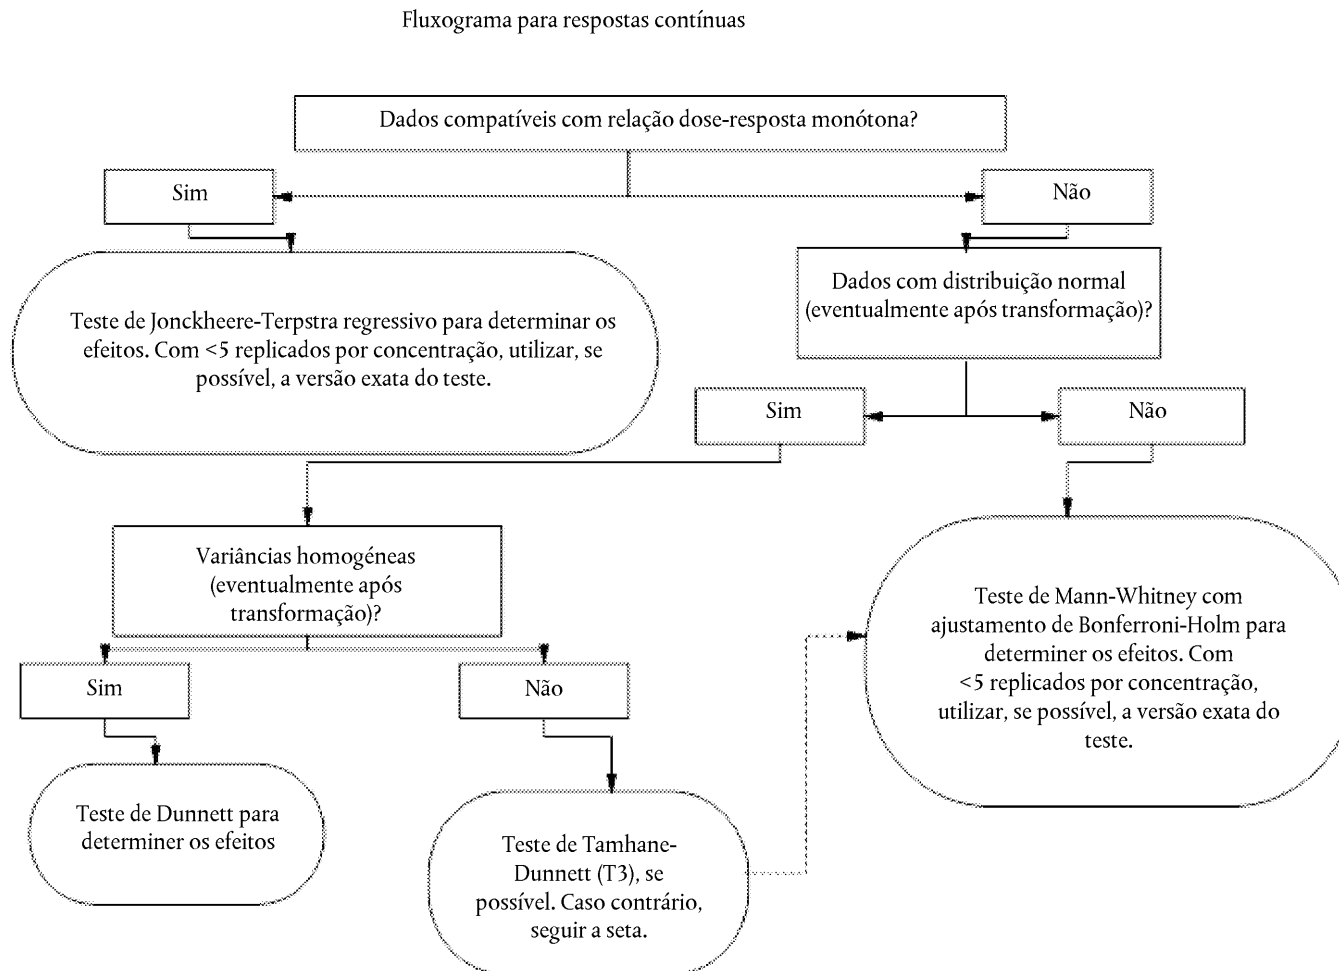 Fluxograma para respostas contínuas
Dados compatíveis com relação dose-resposta monótona?
Sim
Não
Teste de Jonckheere-Terpstra regressivo para determinar os
efeitos. Com <5 replicados por concentração, utilizar, se
possível, a versão exata do teste.
Dados com distribuição normal
(eventualmente após transformação)?
Sim
Não
Variâncias homogéneas
(eventualmente após
transformação)?
Teste de Mann-Whitney com
ajustamento de Bonferroni-Holm para
determiner os efeitos. Com
<5 replicados por concentração,
utilizar, se possível, a versão exata do
teste.
Sim
Não
Teste de Dunnett para
determiner os efeitos
Teste de Tamhane-
Dunnett (T3), se
possível. Caso contrário,
seguir a seta.